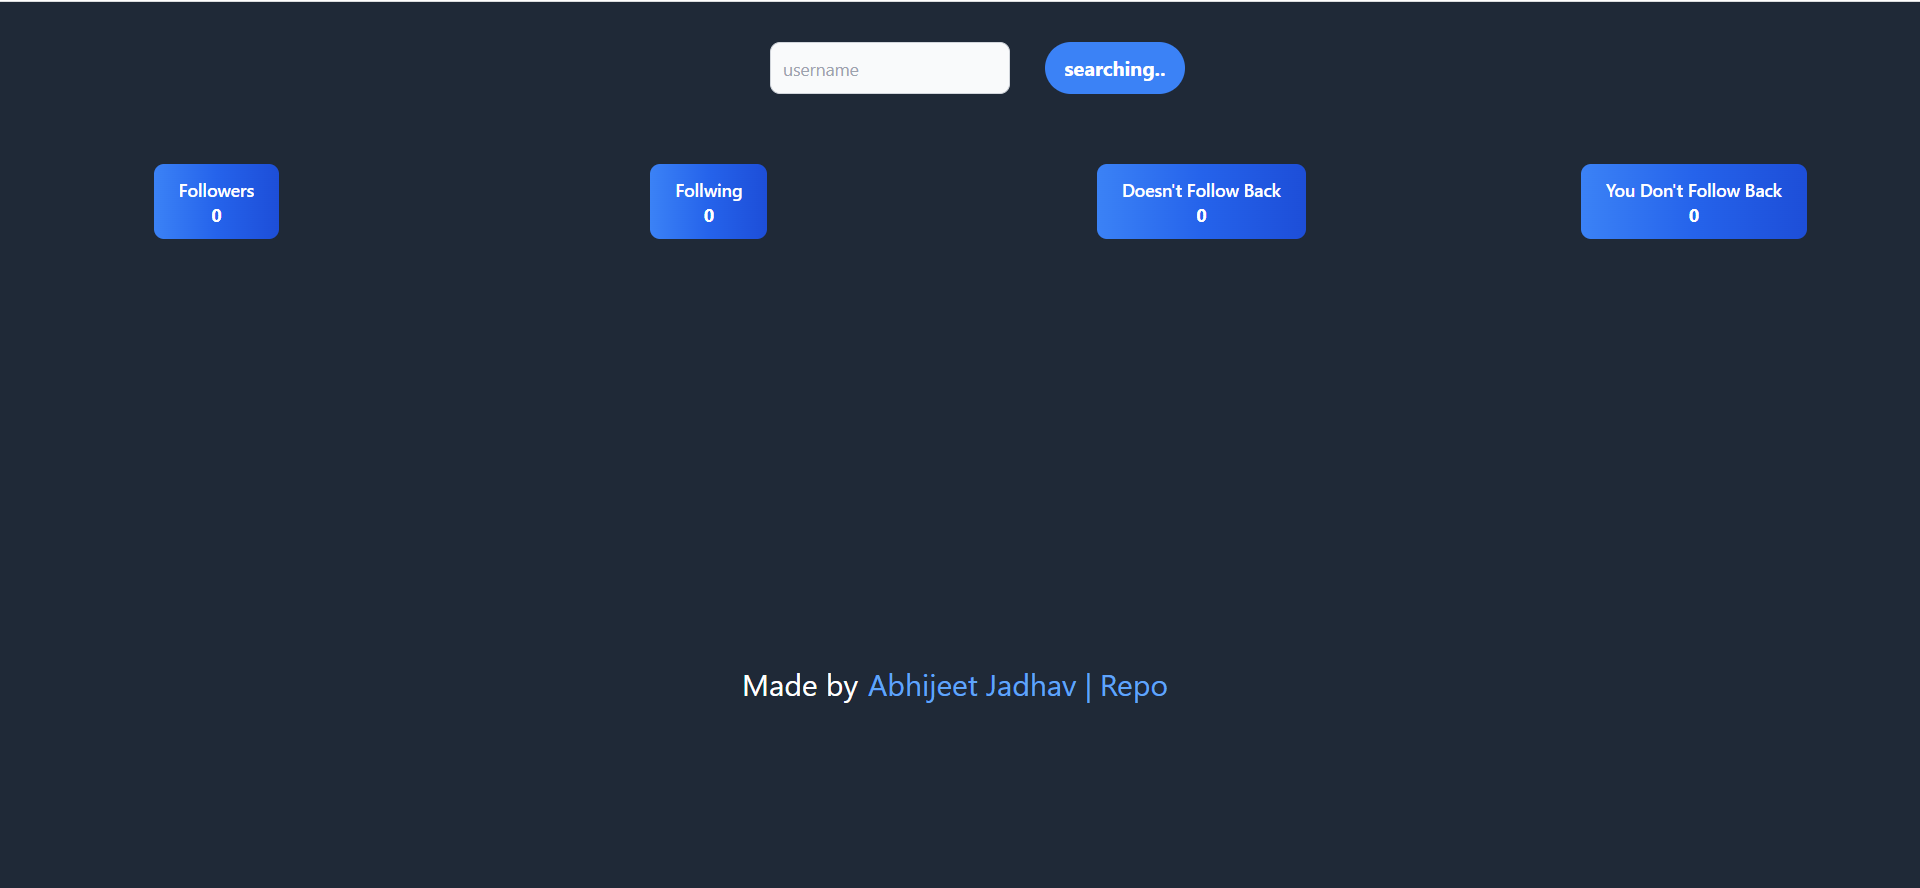 username
searching..
Followers
0
Follwing
0
Doesn't Follow Back
0
You Don't Follow Back
0
Made by Abhijeet Jadhav | Repo